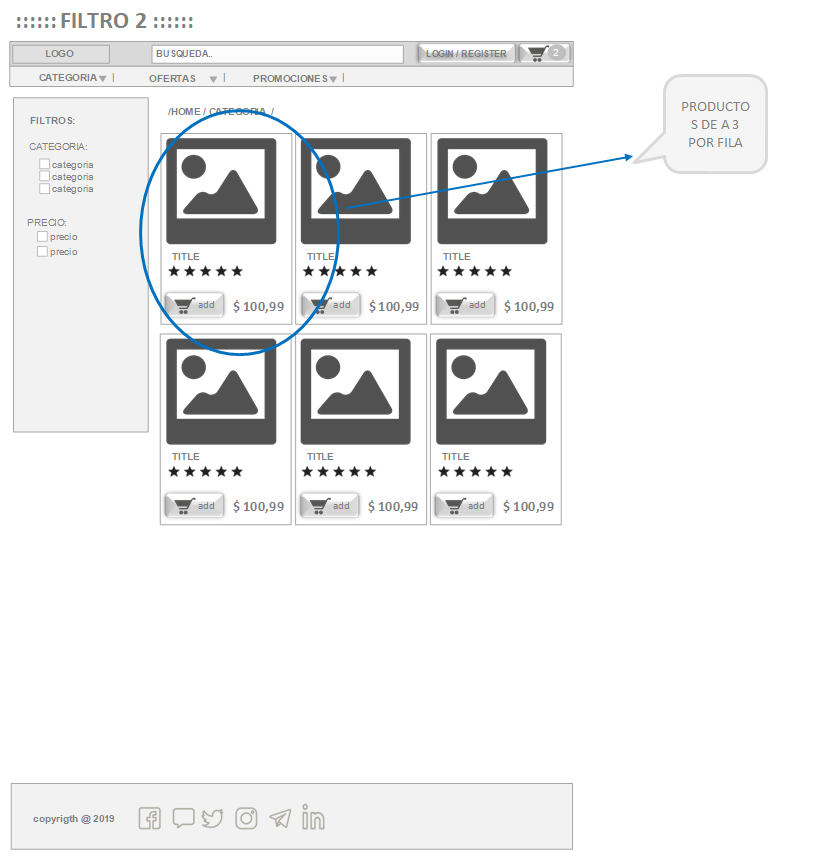 :::::: FILTRO 2 ::::::
LOGO
BUSQUEDA..
LOGIN / REGISTER
2
CATEGORIA |
OFERTAS |
PROMOCIONES |
FILTROS:
CATEGORIA:
categoria
categoria
categoria
PRECIO:
precio
precio
/HOME / CATEGORIA /
PRODUCTO
S DE A 3
POR FILA
TITLE
TITLE
TITLE
add $ 100,99
add $ 100,99
add $ 100,99
TITLE
TITLE
TITLE
add $ 100,99
add $ 100,99
add $ 100,99
copyrigth @ 2019